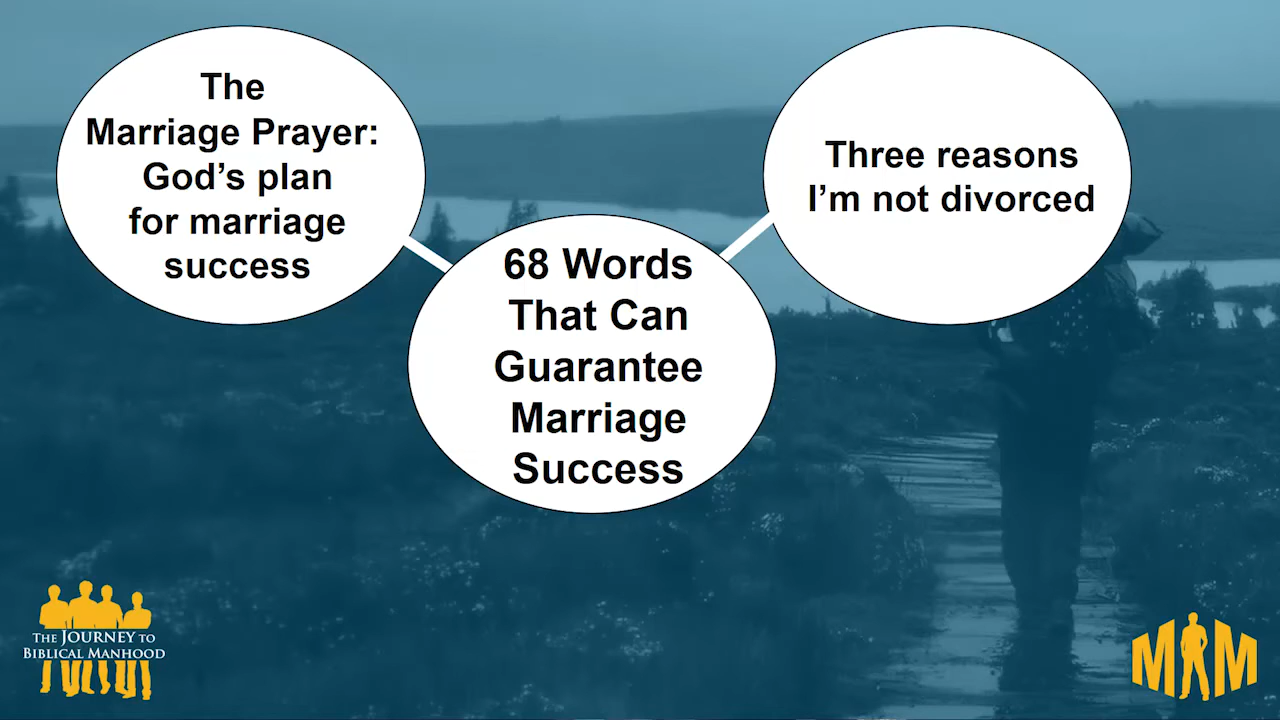 The
Marriage Prayer:
God’s plan
for marriage
success
Three reasons
I’m not divorced
68 Words
That Can
Guarantee
Marriage
Success
THE JOURNEY TO
BIBLICAL MANHOOD
MIM